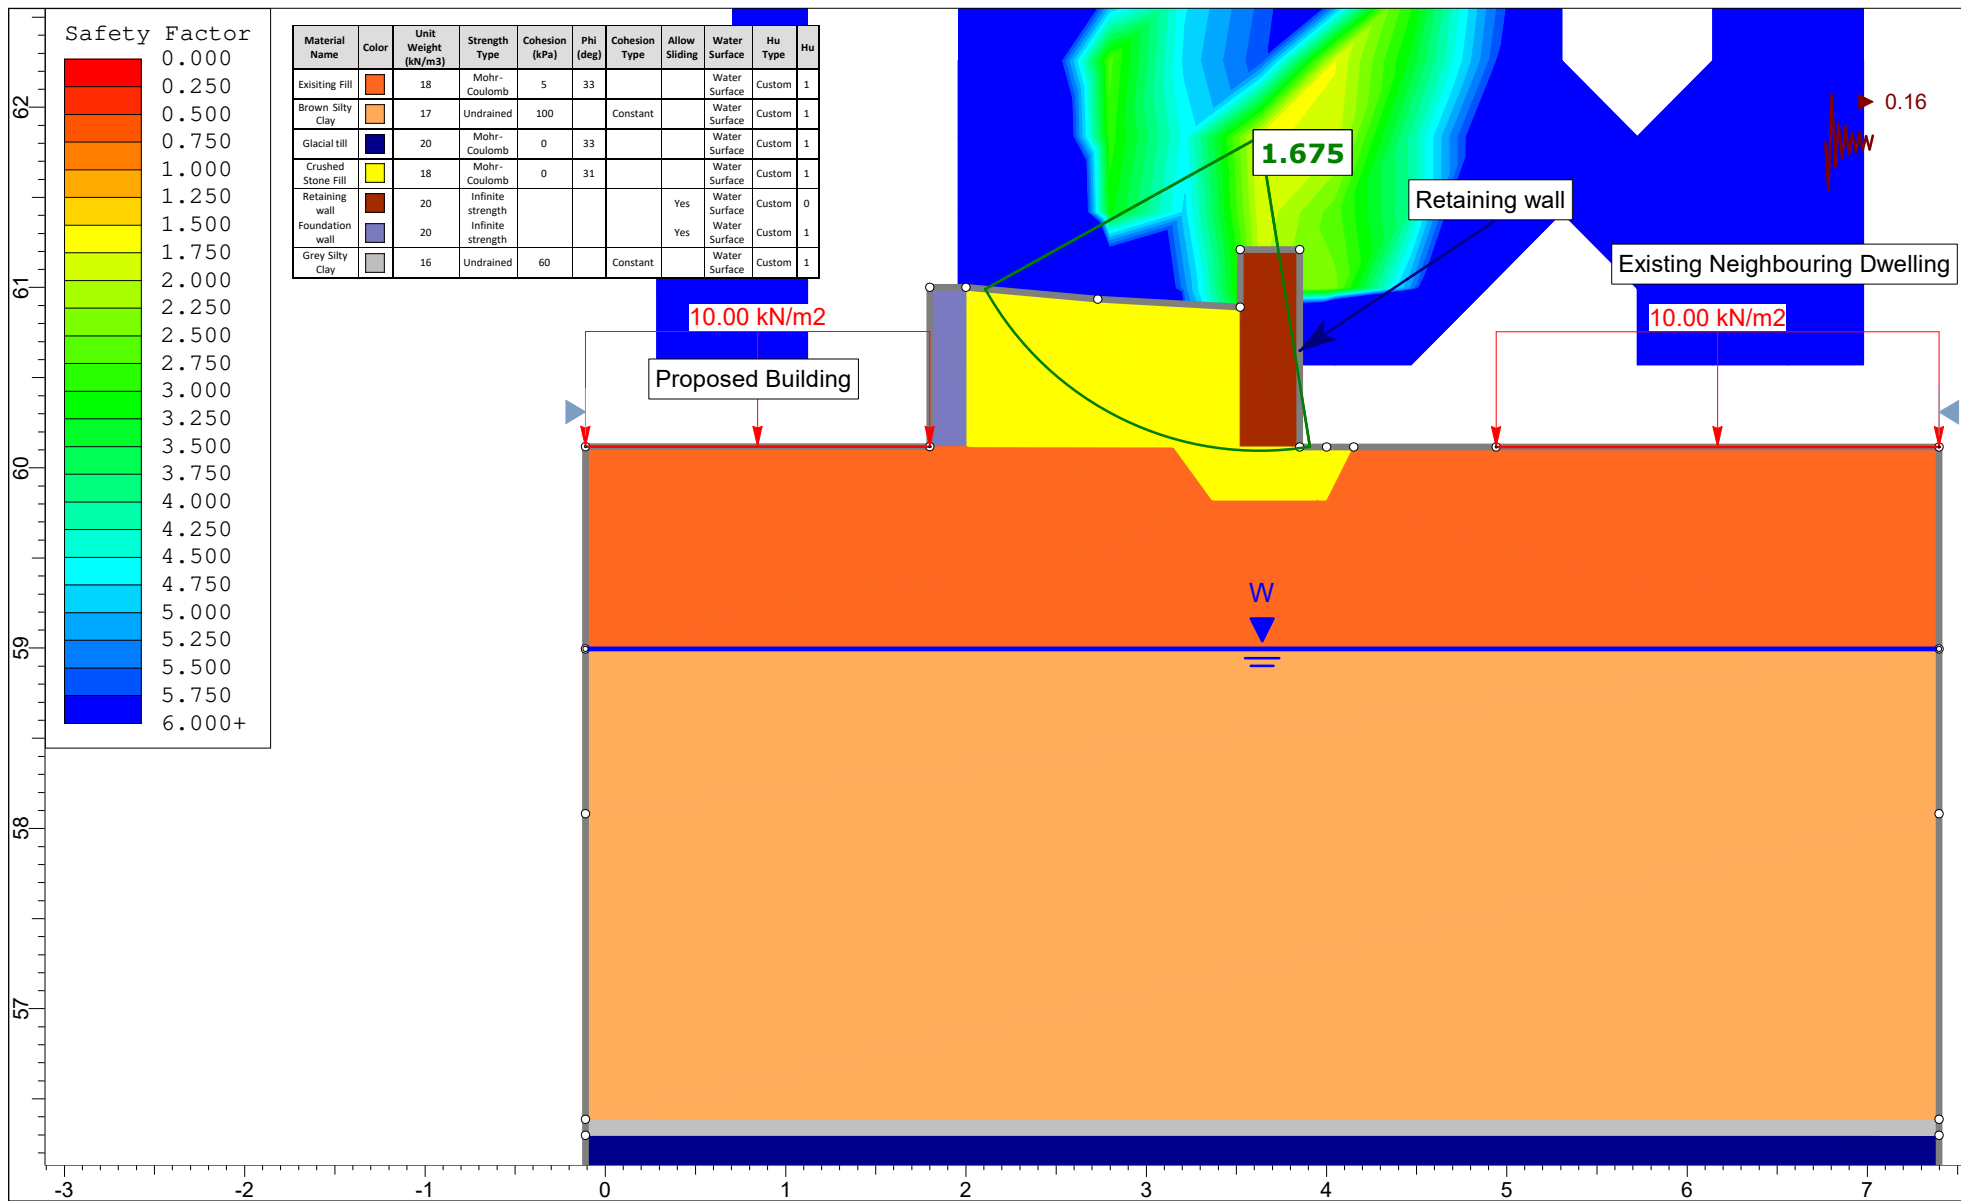 Safety Factor
0.000
0.250
0.500
0.750
1.000
1.250
1.500
1.750
2.000
2.250
2.500
2.750
3.000
3.250
3.500
3.750
4.000
4.250
4.500
4.750
5.000
5.250
5.500
5.750
6.000+
Material Name Color Unit Weight (kN/m3) Strength Type Cohesion (kPa) Phi (deg) Cohesion Type Allow Sliding Water Surface Hu Type Hu
Exisiting Fill 18 Mohr-Coulomb 5 33 Water Surface Custom 1
Brown Silty Clay 17 Undrained 100 Constant Water Surface Custom 1
Glacial till 20 Mohr-Coulomb 0 33 Water Surface Custom 1
Crushed Stone Fill 18 Mohr-Coulomb 0 31 Water Surface Custom 1
Retaining wall 20 Infinite strength Yes Water Surface Custom 0
Foundation wall 20 Infinite strength Yes Water Surface Custom 1
Grey Silty Clay 16 Undrained 60 Constant Water Surface Custom 1
0.16
1.675
Retaining wall
Existing Neighbouring Dwelling
10.00 kN/m2
10.00 kN/m2
Proposed Building
W
62
61
60
59
58
57
-3 -2 -1 0 1 2 3 4 5 6 7